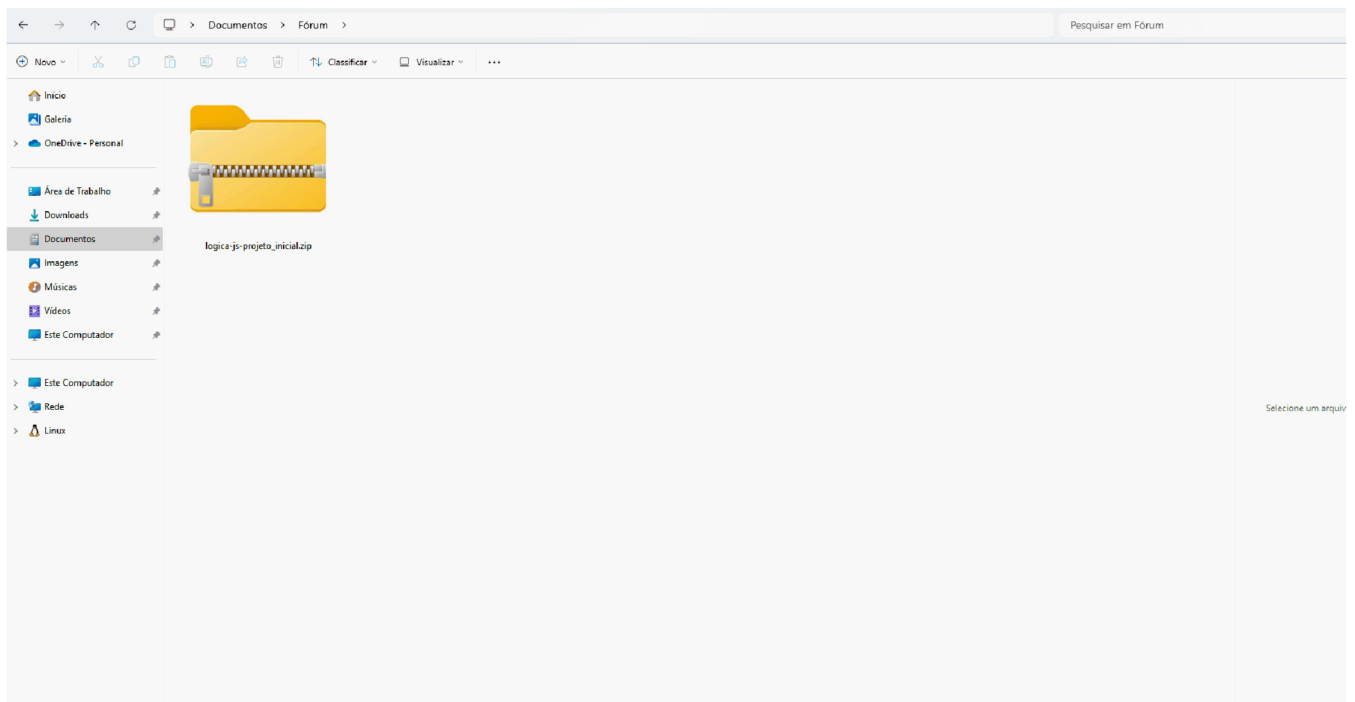 Documentos > Fórum >
Pesquisar em Fórum
Novo
Classificar
Visualizar
Início
Galeria
OneDrive - Personal
Área de Trabalho
Downloads
Documentos
Imagens
Músicas
Vídeos
Este Computador
Este Computador
Rede
Linux
logica-js-projeto_inicial.zip
Selecione um arquiv